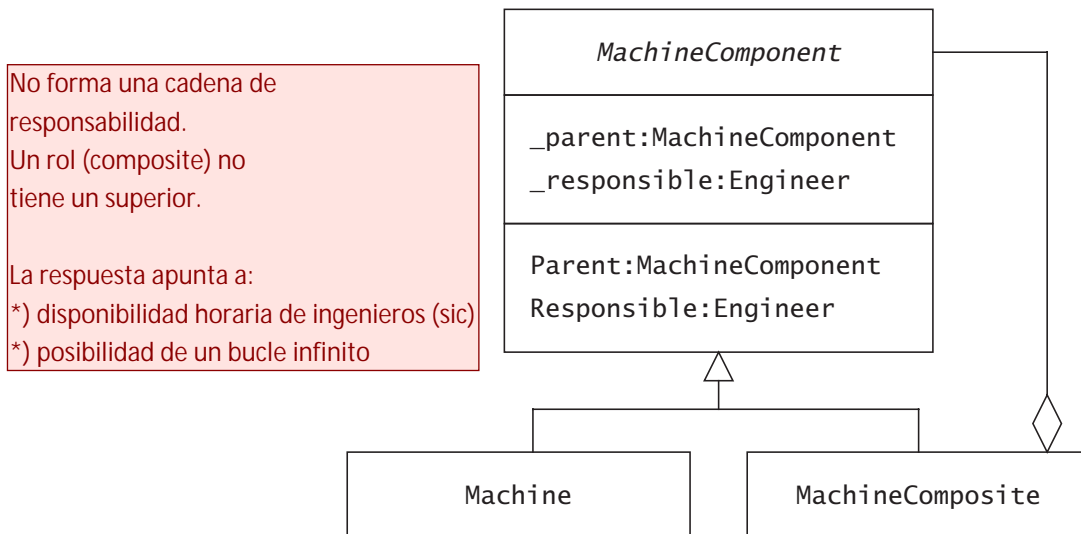 No forma una cadena de
responsabilidad.
Un rol (composite) no
tiene un superior.
La respuesta apunta a:
*) disponibilidad horaria de ingenieros (sic)
*) posibilidad de un bucle infinito
MachineComponent
_parent:MachineComponent
_responsible:Engineer
Parent:MachineComponent
Responsible:Engineer
Machine
MachineComposite